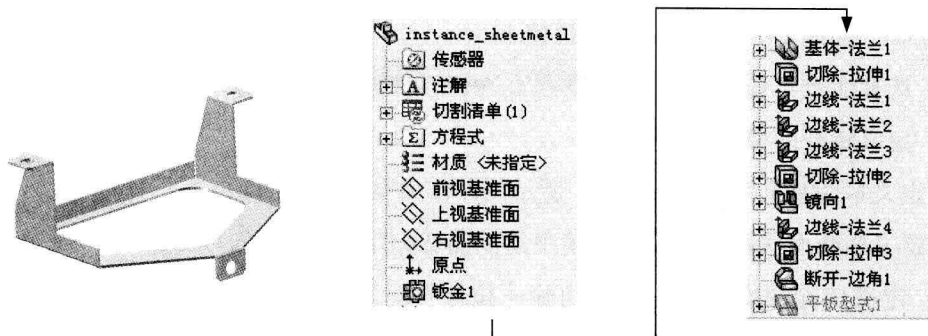 instance_sheetmetal
传感器
注解
切割清单(1)
方程式
材质 <未指定>
前视基准面
上视基准面
右视基准面
原点
钣金1
基体-法兰1
切除-拉伸1
边线-法兰1
边线-法兰2
边线-法兰3
切除-拉伸2
镜向1
边线-法兰4
切除-拉伸3
断开-边角1
平板型式1